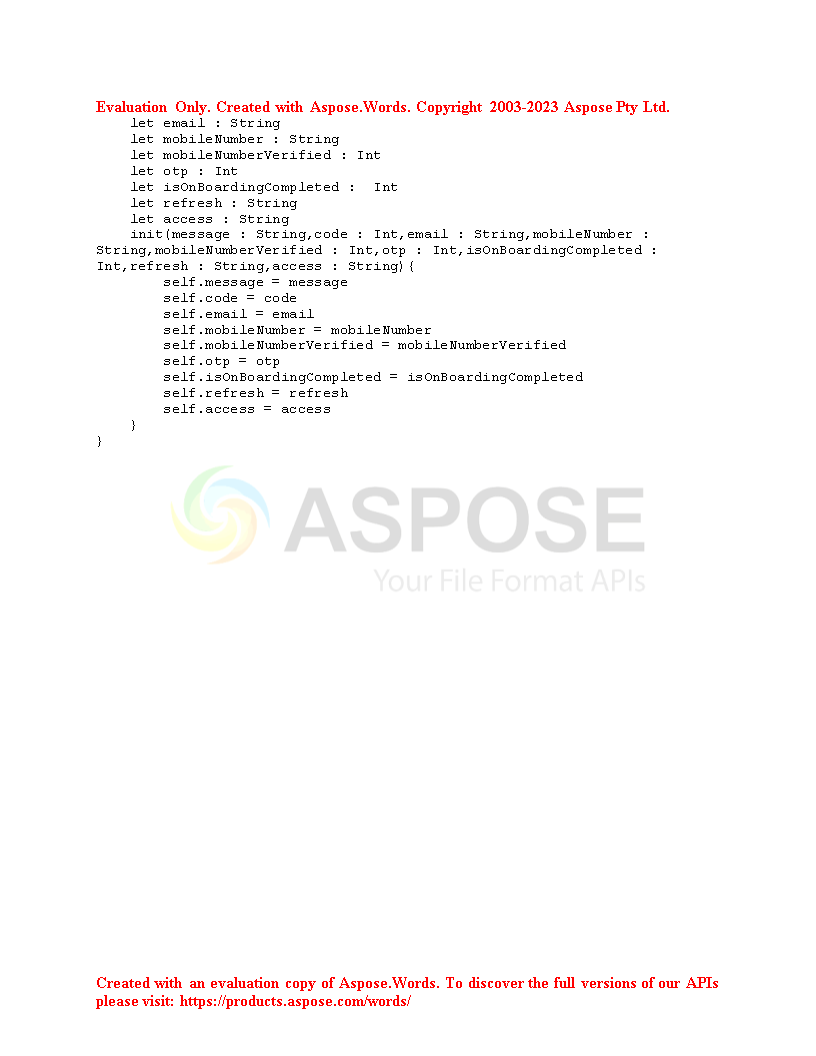 Evaluation Only. Created with Aspose.Words. Copyright 2003-2023 Aspose Pty Ltd.
let email : String
let mobileNumber : String
let mobileNumberVerified : Int
let otp : Int
let isOnBoardingCompleted :  Int
let refresh : String
let access : String
init(message : String,code : Int,email : String,mobileNumber :
String,mobileNumberVerified : Int,otp : Int,isOnBoardingCompleted :
Int,refresh : String,access : String){
self.message = message
self.code = code
self.email = email
self.mobileNumber = mobileNumber
self.mobileNumberVerified = mobileNumberVerified
self.otp = otp
self.isOnBoardingCompleted = isOnBoardingCompleted
self.refresh = refresh
self.access = access
}
}
ASPOSE
Your File Format APIs
Created with an evaluation copy of Aspose.Words. To discover the full versions of our APIs
please visit: https://products.aspose.com/words/